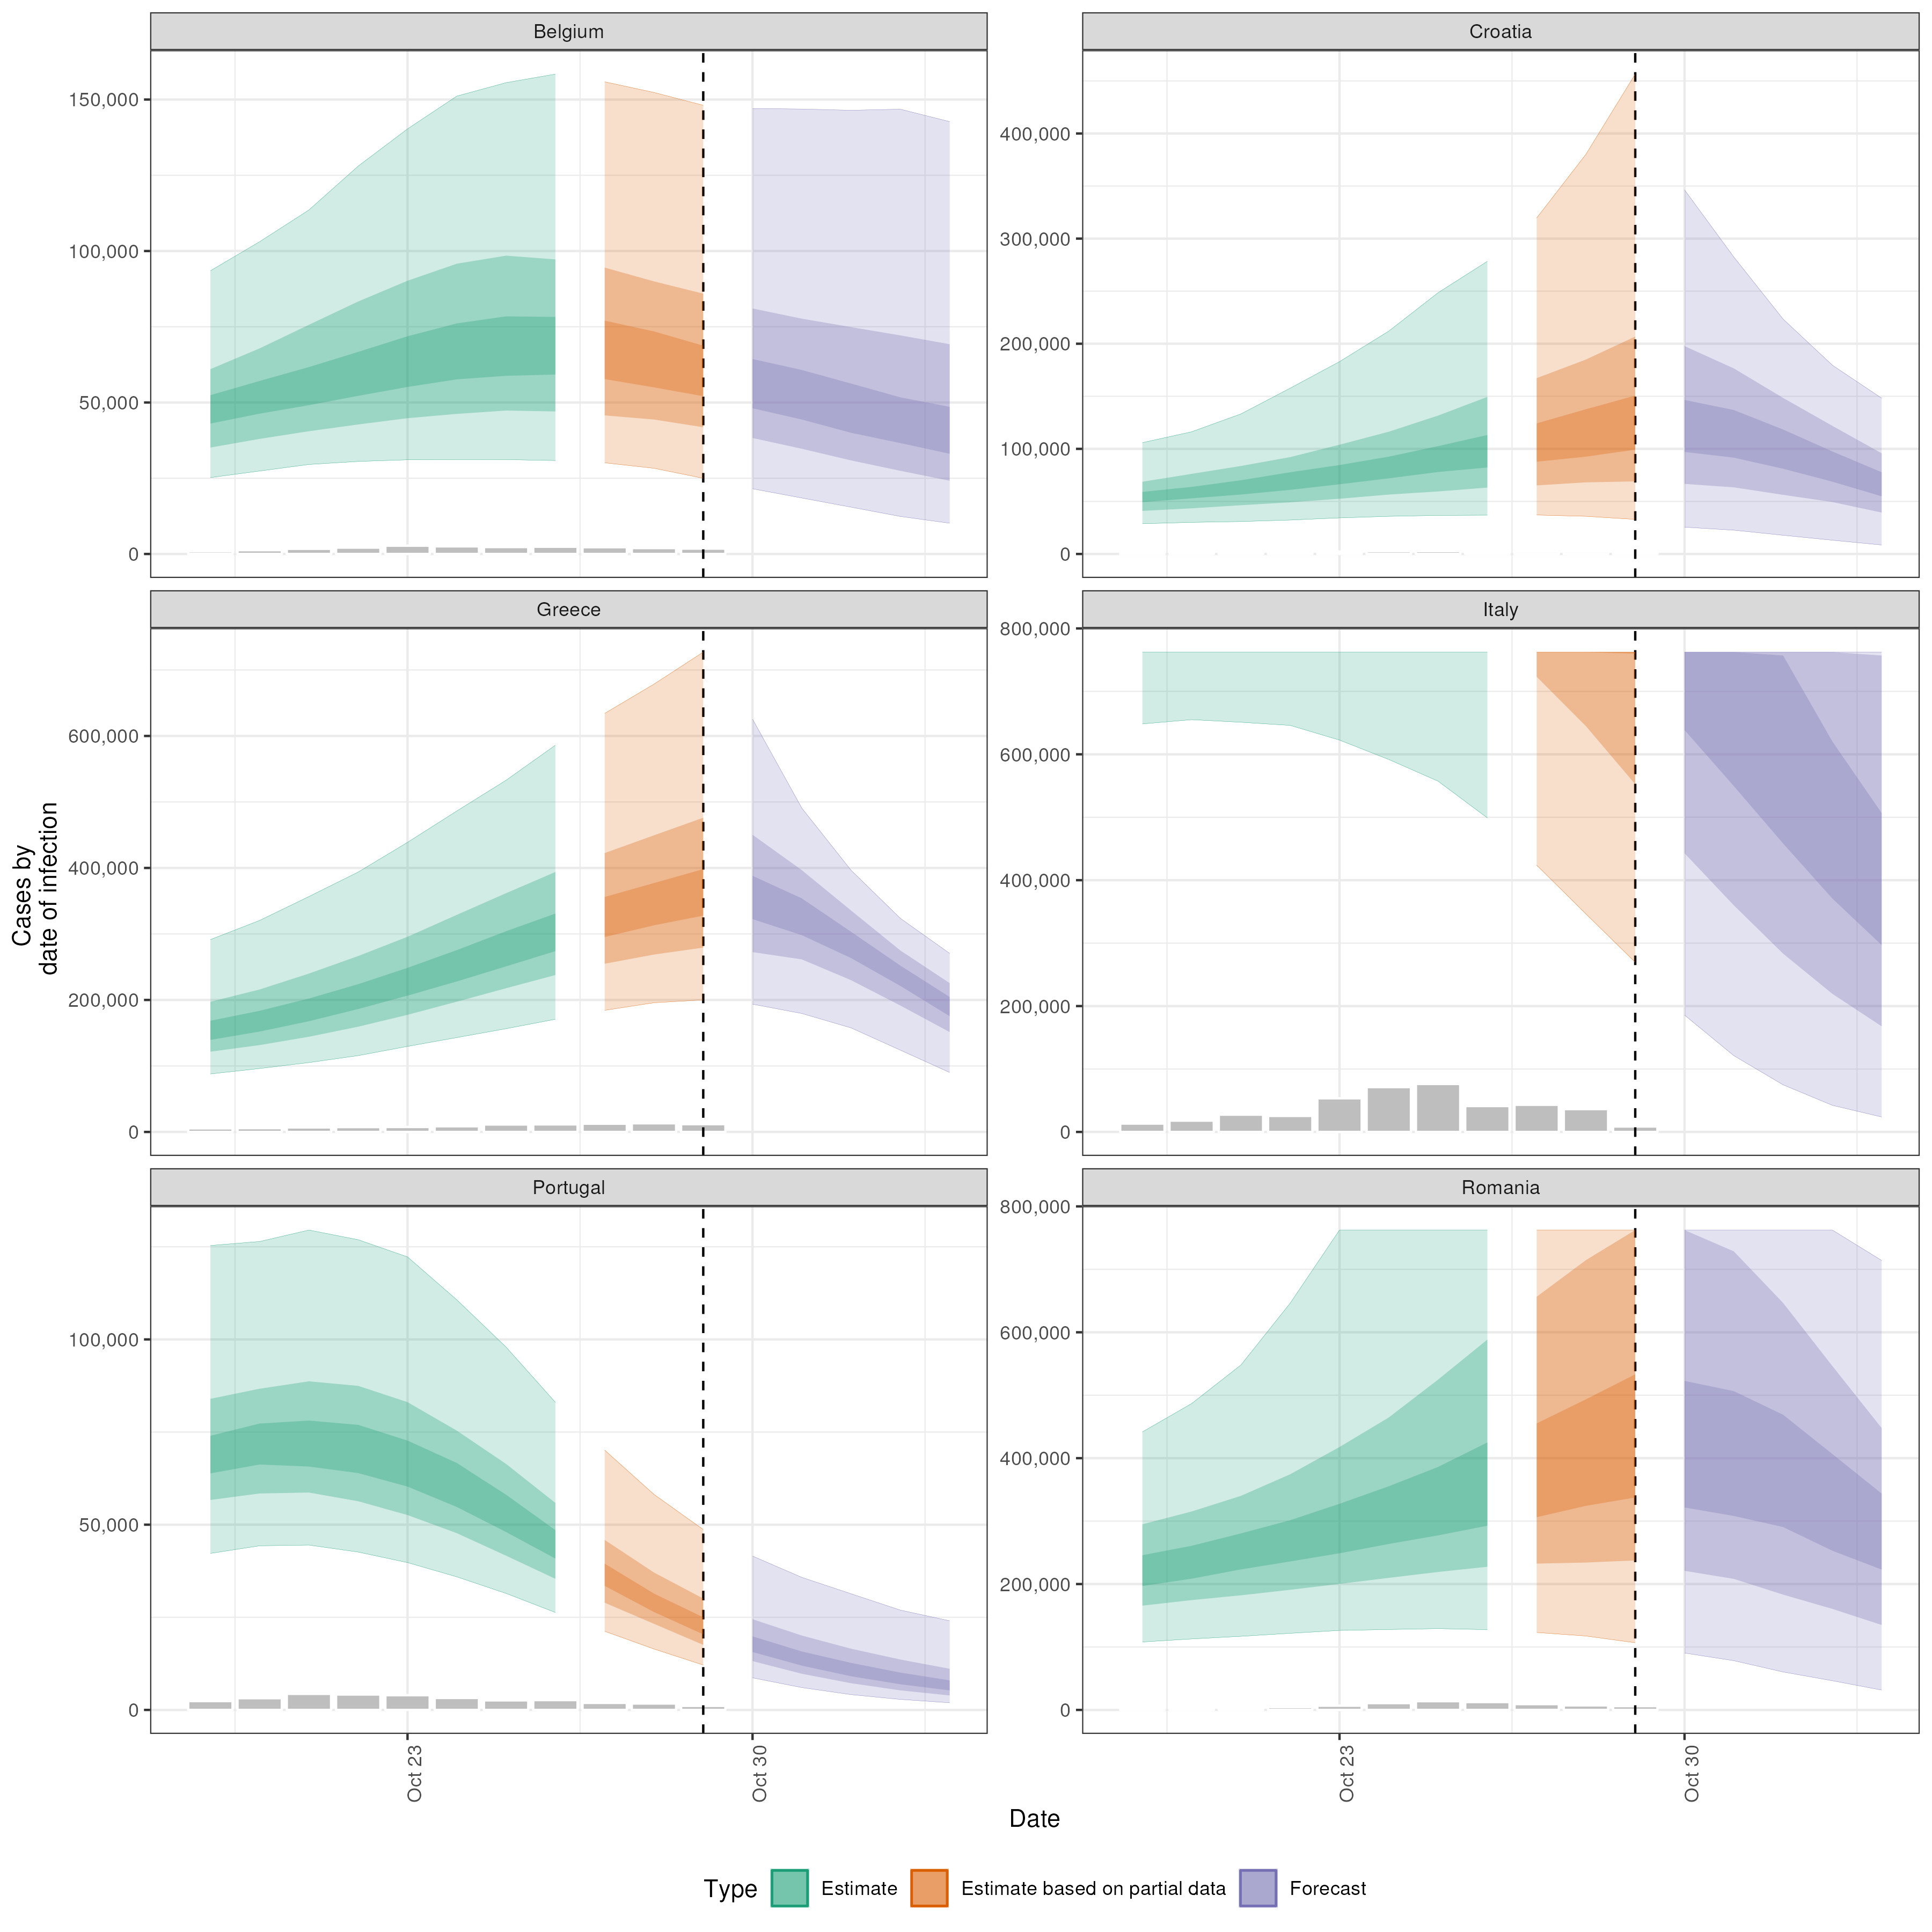 Belgium
Croatia
150,000
100,000
50,000
0
400,000
300,000
200,000
100,000
0
Greece
Italy
600,000
400,000
200,000
0
800,000
600,000
400,000
200,000
0
Cases by
date of infection
Portugal
Romania
100,000
50,000
0
800,000
600,000
400,000
200,000
0
Oct 23
Oct 30
Oct 23
Oct 30
Date
Type
Estimate
Estimate based on partial data
Forecast